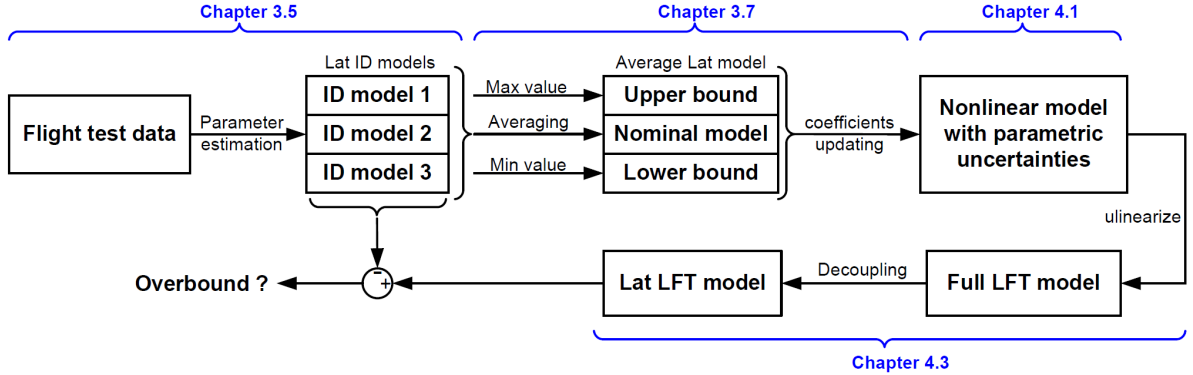 Chapter 3.5
Chapter 3.7
Chapter 4.1
Lat ID models
Average Lat model
Flight test data
Parameter
estimation
ID model 1
ID model 2
ID model 3
Max value
Averaging
Min value
Upper bound
Nominal model
Lower bound
coefficients
updating
Nonlinear model
with parametric
uncertainties
ulinearize
Overbound ?
-
+
Lat LFT model
Decoupling
Full LFT model
Chapter 4.3